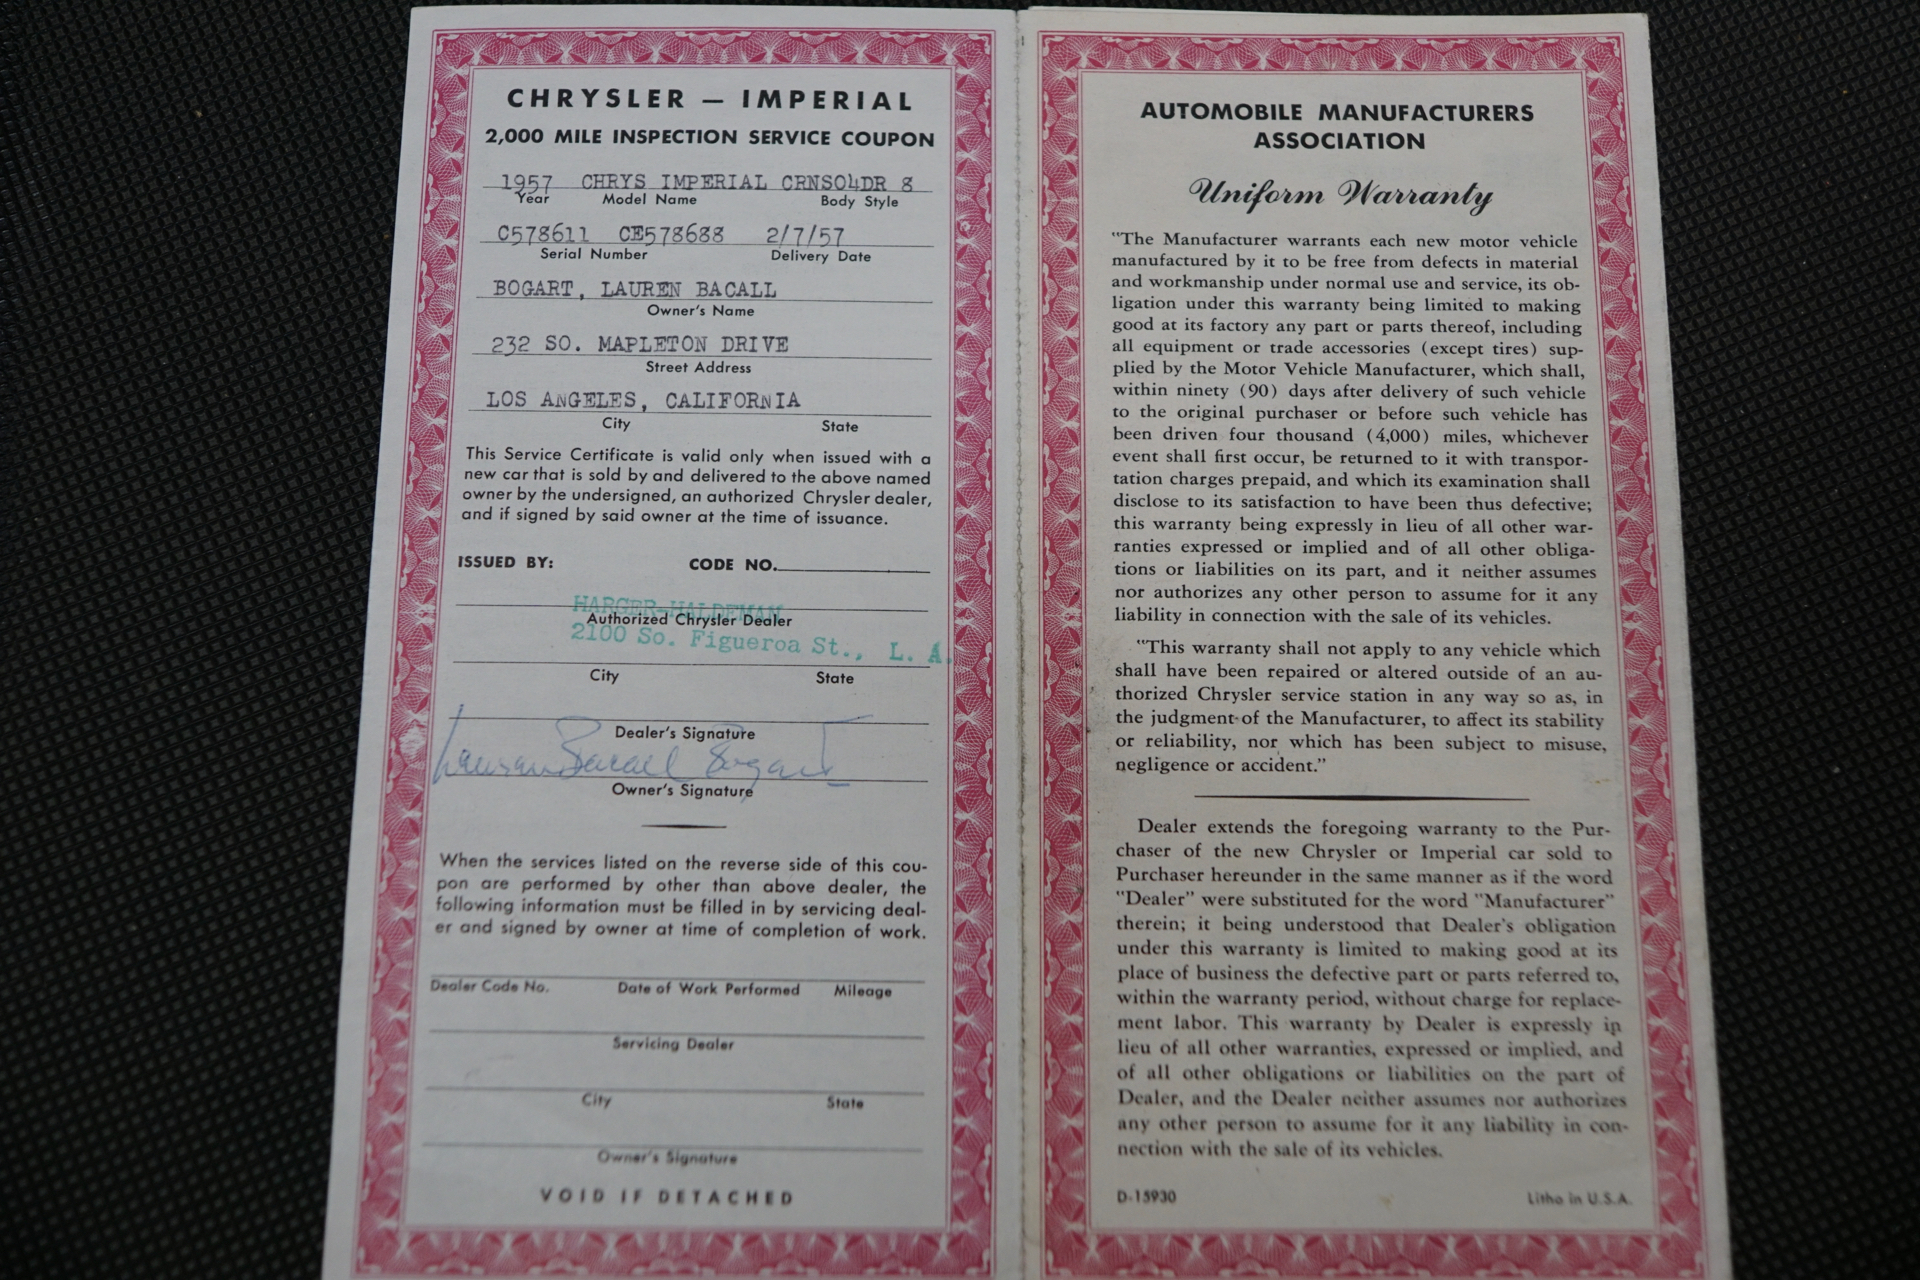 CHRYSLER — IMPERIAL
2,000 MILE INSPECTION SERVICE COUPON
1957 CHRYS IMPERIAL CRNSO4DR 8
Year Model Name Body Style
C578611 CE578688 2/7/57
Serial Number Delivery Date
BOGART, LAUREN BACALL
Owner's Name
232 SO. MAPLETON DRIVE
Street Address
LOS ANGELES, CALIFORNIA
City State
This Service Certificate is valid only when issued with a
new car that is sold by and delivered to the above named
owner by the undersigned, an authorized Chrysler dealer,
and if signed by said owner at the time of issuance.
ISSUED BY: CODE NO.
HARGER-HALDEMAN
Authorized Chrysler Dealer
2100 So. Figueroa St., L. A.
City State
Dealer's Signature
Lauren Bacall Bogart
Owner's Signature
When the services listed on the reverse side of this cou-
pon are performed by other than above dealer, the
following information must be filled in by servicing deal-
er and signed by owner at time of completion of work.
Dealer Code No. Date of Work Performed Mileage
Servicing Dealer
City State
Owner's Signature
VOID IF DETACHED
AUTOMOBILE MANUFACTURERS
ASSOCIATION
Uniform Warranty
"The Manufacturer warrants each new motor vehicle
manufactured by it to be free from defects in material
and workmanship under normal use and service, its ob-
ligation under this warranty being limited to making
good at its factory any part or parts thereof, including
all equipment or trade accessories (except tires) sup-
plied by the Motor Vehicle Manufacturer, which shall,
within ninety (90) days after delivery of such vehicle
to the original purchaser or before such vehicle has
been driven four thousand (4,000) miles, whichever
event shall first occur, be returned to it with transpor-
tation charges prepaid, and which its examination shall
disclose to its satisfaction to have been thus defective;
this warranty being expressly in lieu of all other war-
ranties expressed or implied and of all other obliga-
tions or liabilities on its part, and it neither assumes
nor authorizes any other person to assume for it any
liability in connection with the sale of its vehicles.
"This warranty shall not apply to any vehicle which
shall have been repaired or altered outside of an au-
thorized Chrysler service station in any way so as, in
the judgment of the Manufacturer, to affect its stability
or reliability, nor which has been subject to misuse,
negligence or accident."
Dealer extends the foregoing warranty to the Pur-
chaser of the new Chrysler or Imperial car sold to
Purchaser hereunder in the same manner as if the word
"Dealer" were substituted for the word "Manufacturer"
therein; it being understood that Dealer's obligation
under this warranty is limited to making good at its
place of business the defective part or parts referred to,
within the warranty period, without charge for replace-
ment labor. This warranty by Dealer is expressly in
lieu of all other warranties, expressed or implied, and
of all other obligations or liabilities on the part of
Dealer, and the Dealer neither assumes nor authorizes
any other person to assume for it any liability in con-
nection with the sale of its vehicles.
D-15930 Litho in U.S.A.